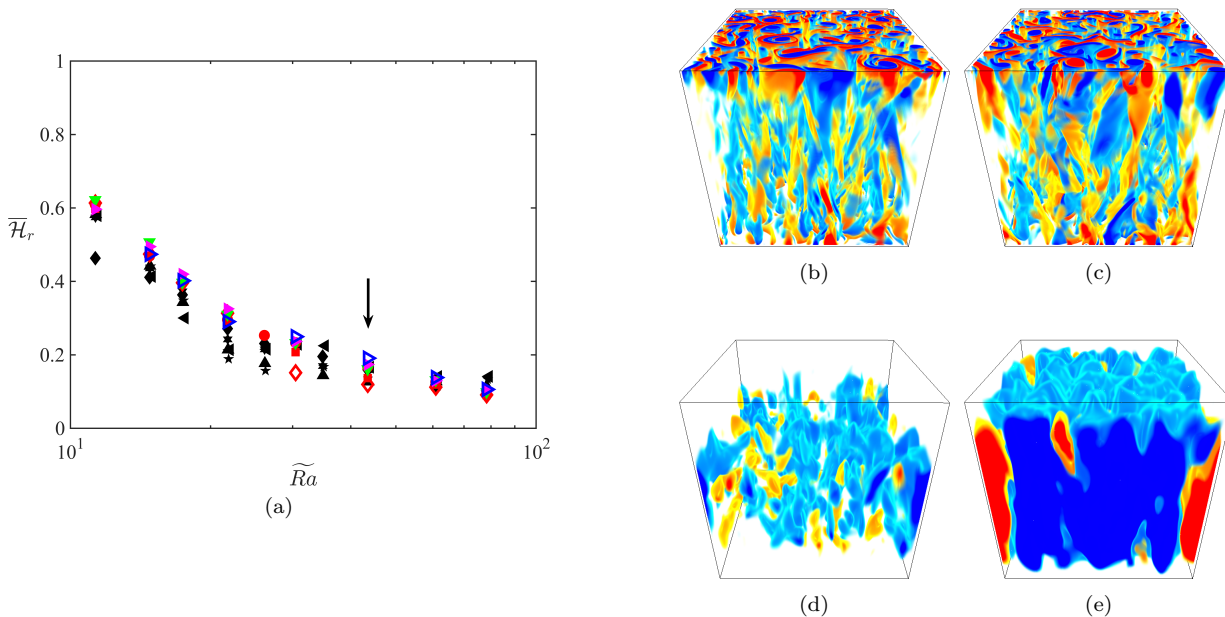 1
0.8
0.6
$\overline{\mathcal{H}}_r$
0.4
0.2
0
10^1
10^2
$\widetilde{Ra}$
(a)
(b)
(c)
(d)
(e)